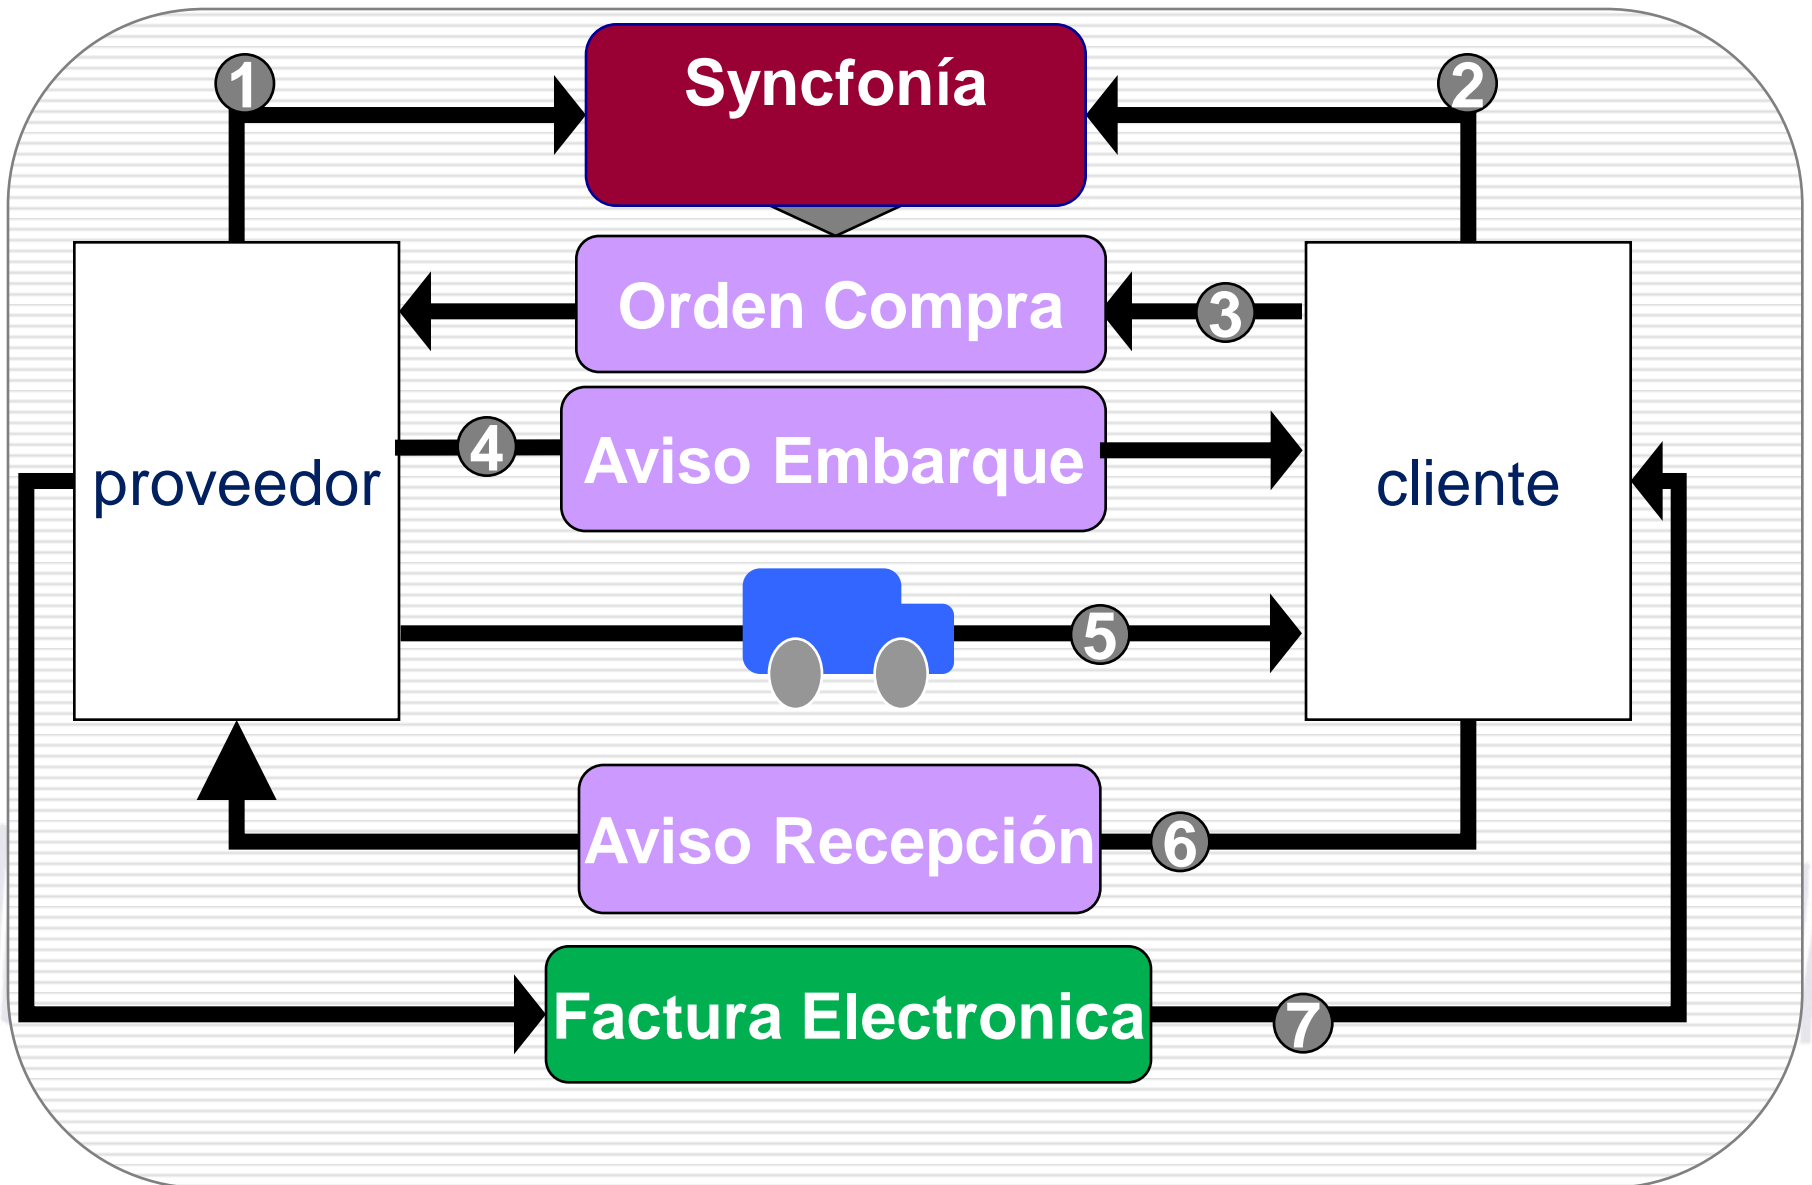 1
Syncfonía
2
Orden Compra
3
4
Aviso Embarque
proveedor
cliente
5
Aviso Recepción
6
Factura Electronica
7